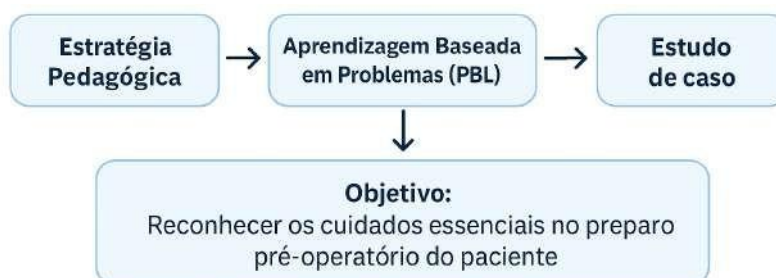 Estratégia
Pedagógica
Aprendizagem Baseada
em Problemas (PBL)
Estudo
de caso
Objetivo:
Reconhecer os cuidados essenciais no preparo
pré-operatório do paciente